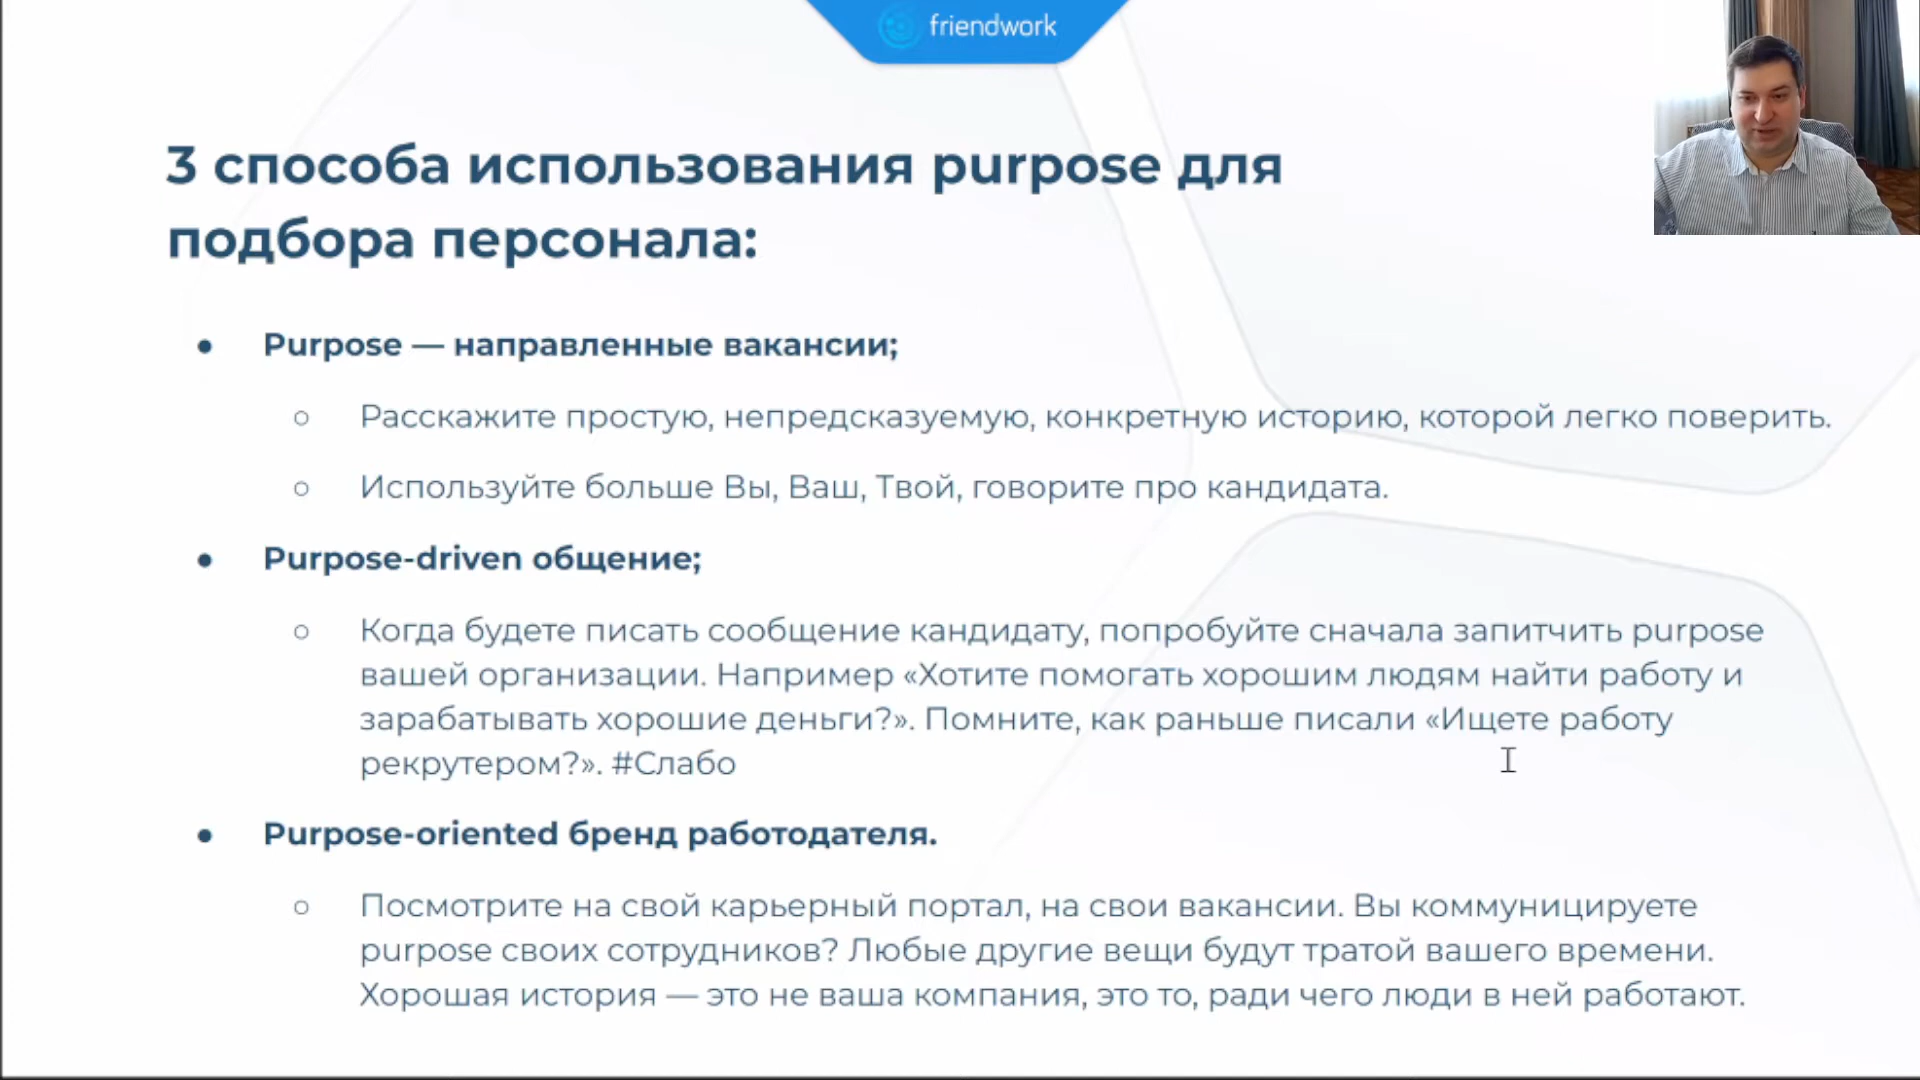 friendwork
3 способа использования purpose для
подбора персонала:
● Purpose — направленные вакансии;
○ Расскажите простую, непредсказуемую, конкретную историю, которой легко поверить.
○ Используйте больше Вы, Ваш, Твой, говорите про кандидата.
● Purpose-driven общение;
○ Когда будете писать сообщение кандидату, попробуйте сначала запитчить purpose
вашей организации. Например «Хотите помогать хорошим людям найти работу и
зарабатывать хорошие деньги?». Помните, как раньше писали «Ищете работу
рекрутером?». #Слабо
● Purpose-oriented бренд работодателя.
○ Посмотрите на свой карьерный портал, на свои вакансии. Вы коммуницируете
purpose своих сотрудников? Любые другие вещи будут тратой вашего времени.
Хорошая история — это не ваша компания, это то, ради чего люди в ней работают.